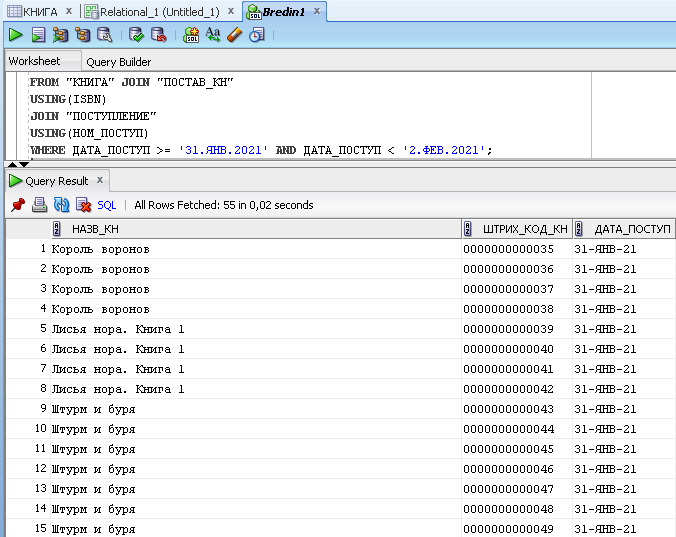 КНИГА x Relational_1 (Untitled_1) x Bredin1 x
Worksheet Query Builder
FROM "КНИГА" JOIN "ПОСТАВ_КН"
USING(ISBN)
JOIN "ПОСТУПЛЕНИЕ"
USING(НОМ_ПОСТУП)
WHERE ДАТА_ПОСТУП >= '31.ЯНВ.2021' AND ДАТА_ПОСТУП < '2.ФЕВ.2021';
Query Result x
SQL | All Rows Fetched: 55 in 0,02 seconds
НАЗВ_КН ШТРИХ_КОД_КН ДАТА_ПОСТУП
1 Король воронов 0000000000035 31-ЯНВ-21
2 Король воронов 0000000000036 31-ЯНВ-21
3 Король воронов 0000000000037 31-ЯНВ-21
4 Король воронов 0000000000038 31-ЯНВ-21
5 Лисья нора. Книга 1 0000000000039 31-ЯНВ-21
6 Лисья нора. Книга 1 0000000000040 31-ЯНВ-21
7 Лисья нора. Книга 1 0000000000041 31-ЯНВ-21
8 Лисья нора. Книга 1 0000000000042 31-ЯНВ-21
9 Штурм и буря 0000000000043 31-ЯНВ-21
10 Штурм и буря 0000000000044 31-ЯНВ-21
11 Штурм и буря 0000000000045 31-ЯНВ-21
12 Штурм и буря 0000000000046 31-ЯНВ-21
13 Штурм и буря 0000000000047 31-ЯНВ-21
14 Штурм и буря 0000000000048 31-ЯНВ-21
15 Штурм и буря 0000000000049 31-ЯНВ-21